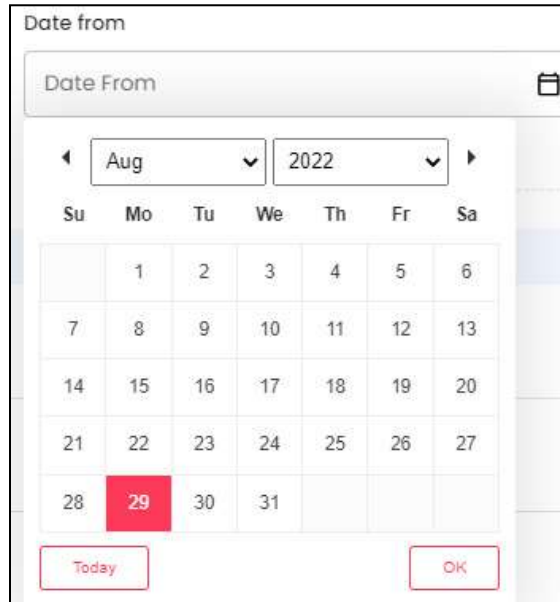 Date from
Date From
Aug 2022
Su Mo Tu We Th Fr Sa
1 2 3 4 5 6
7 8 9 10 11 12 13
14 15 16 17 18 19 20
21 22 23 24 25 26 27
28 29 30 31
Today OK